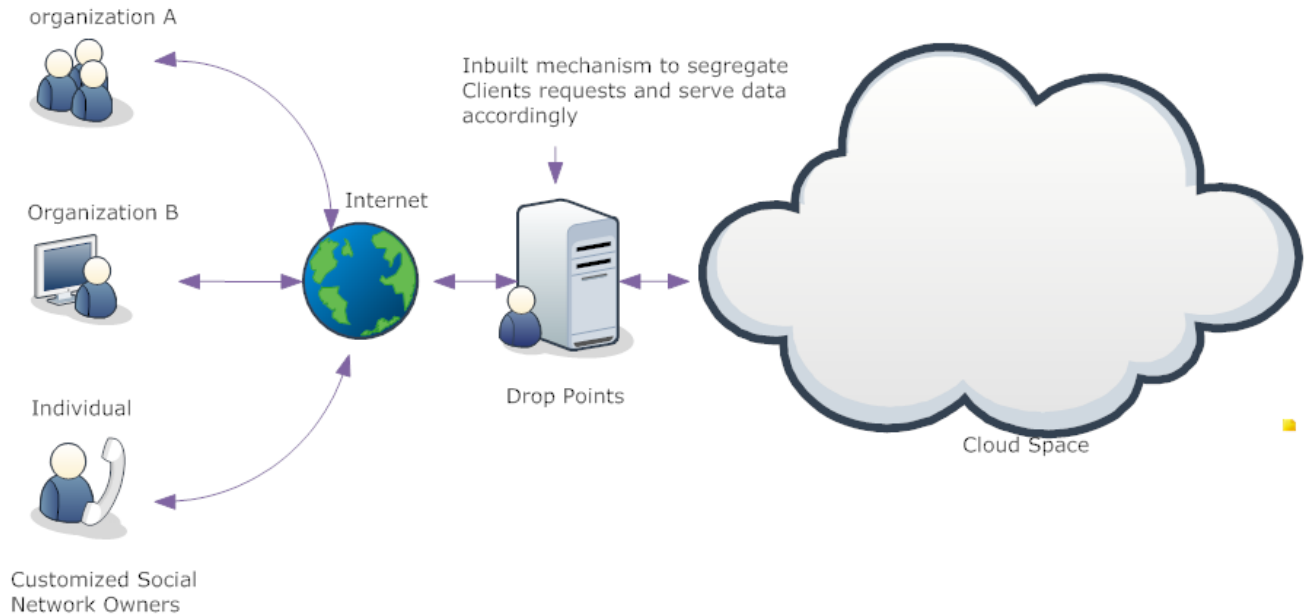 organization A
Inbuilt mechanism to segregate
Clients requests and serve data
accordingly
Organization B
Internet
Drop Points
Individual
Cloud Space
Customized Social
Network Owners